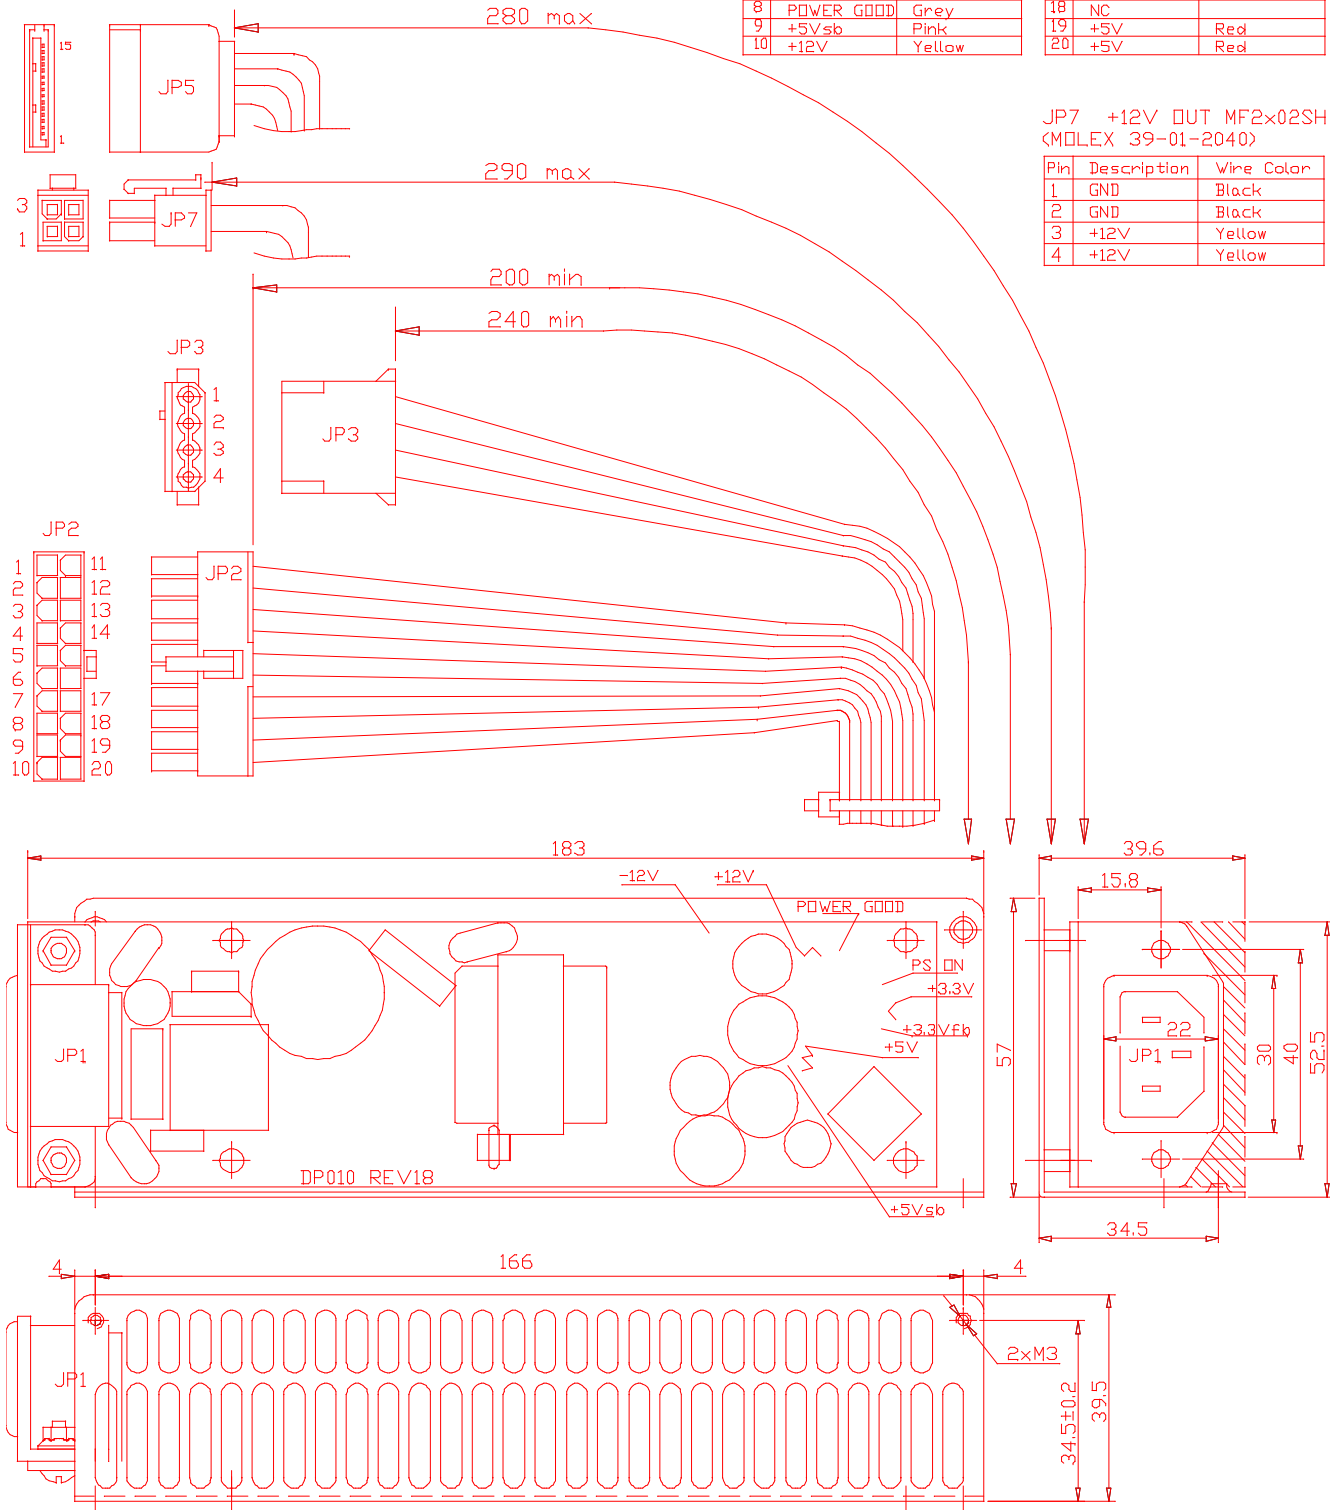 280 max
8 POWER GOOD Grey
9 +5Vsb Pink
10 +12V Yellow
18 NC
19 +5V Red
20 +5V Red
15
JP5
1
JP7 +12V OUT MF2x02SH
(MOLEX 39-01-2040)
Pin Description Wire Color
1 GND Black
2 GND Black
3 +12V Yellow
4 +12V Yellow
290 max
3
1
JP7
200 min
240 min
JP3
1
2
3
4
JP3
JP2
1 11
2 12
3 13
4 14
5
6
7 17
8 18
9 19
10 20
JP2
183
39.6
15.8
-12V
+12V
POWER GOOD
PS ON
+3.3V
+3.3Vfb
+5V
+5Vsb
JP1
DP010 REV18
57
22
JP1
30
40
52.5
34.5
4
166
4
JP1
2xM3
34.5±0.2
39.5